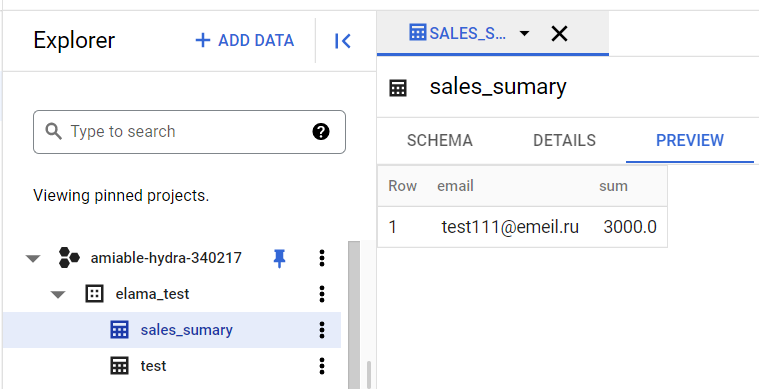 Explorer
+ ADD DATA
Type to search
Viewing pinned projects.
amiable-hydra-340217
elama_test
sales_sumary
test
SALES_S...
sales_sumary
SCHEMA DETAILS PREVIEW
Row email sum
1 test111@emeil.ru 3000.0